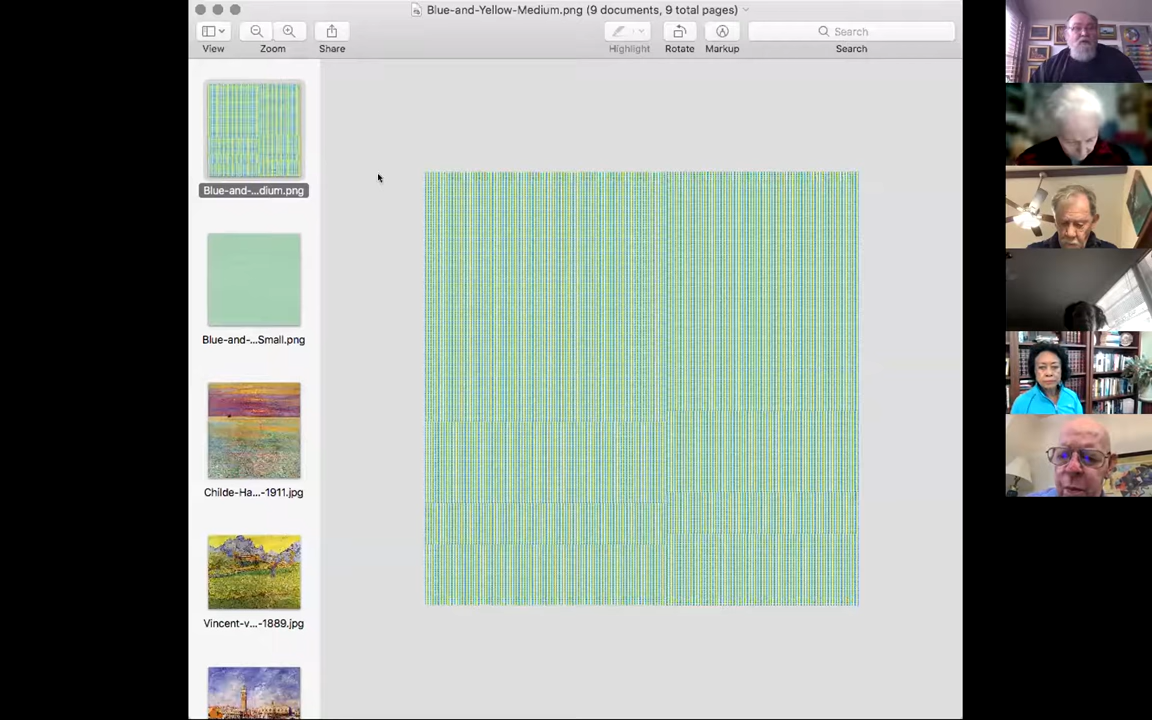 Blue-and-Yellow-Medium.png (9 documents, 9 total pages)
View
Zoom
Share
Highlight
Rotate
Markup
Search
Search
Blue-and-...dium.png
Blue-and-...Small.png
Childe-Ha...-1911.jpg
Vincent-v...-1889.jpg